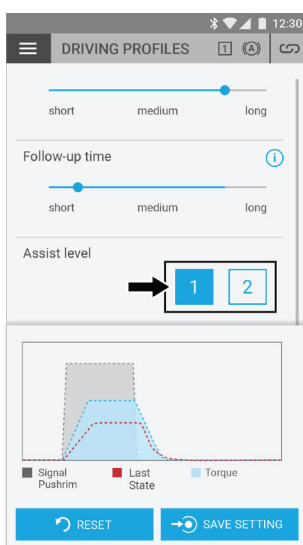 12:30
DRIVING PROFILES 1 (A)
short medium long
Follow-up time i
short medium long
Assist level
1 2
Signal Pushrim
Last State
Torque
RESET
SAVE SETTING